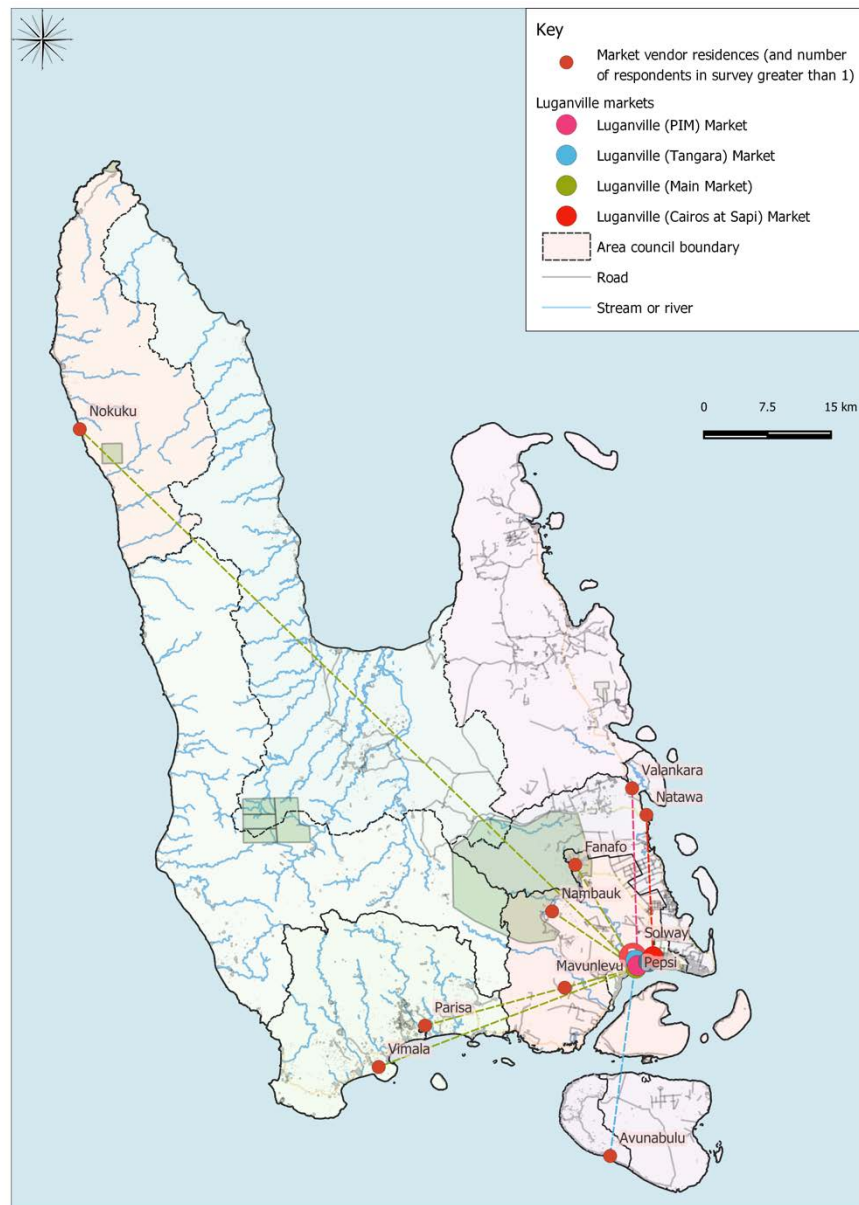 Key
Market vendor residences (and number
of respondents in survey greater than 1)
Luganville markets
Luganville (PIM) Market
Luganville (Tangara) Market
Luganville (Main Market)
Luganville (Cairos at Sapi) Market
Area council boundary
Road
Stream or river
0 7.5 15 km
Nokuku
Valankara
Natawa
Fanafo
Nambauk
Solway
Mavunlevu
Pepsi
Parisa
Vimala
Avunabulu